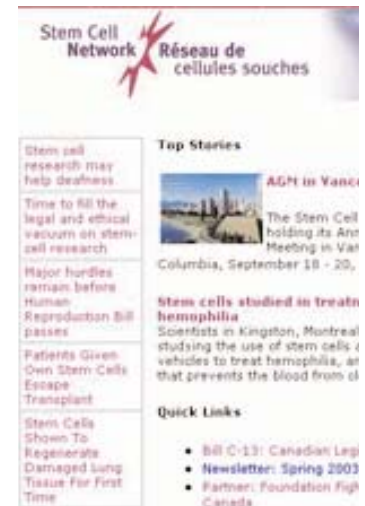 Stem Cell
Network
Réseau de
cellules souches
Stem cell
research may
help deafness
Time to fill the
legal and ethical
vacuum on stem-
cell research
Major hurdles
remain before
Human
Reproduction Bill
passes
Patients Given
Own Stem Cells
Escape
Transplant
Stem Cells
Shown To
Regenerate
Damaged Lung
Tissue For First
Time
Top Stories
AGM in Vanc
The Stem Cell
holding its Ann
Meeting in Van
Columbia, September 18 - 20,
Stem cells studied in treatn
hemophilia
Scientists in Kingston, Montreal
studying the use of stem cells a
vehicles to treat hemophilia, an
that prevents the blood from cl
Quick Links
Bill C-13: Canadian Legi
Newsletter: Spring 2003
Partner: Foundation Figh
Canada